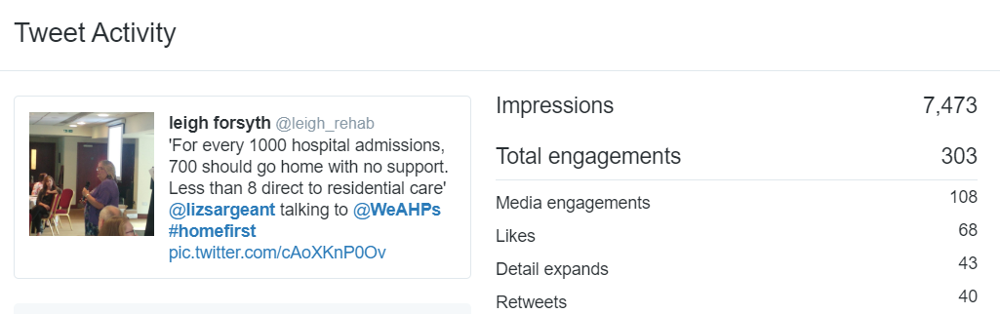 Tweet Activity
leigh forsyth @leigh_rehab
'For every 1000 hospital admissions,
700 should go home with no support.
Less than 8 direct to residential care'
@lizsargeant talking to @WeAHPs
#homefirst
pic.twitter.com/cAoXKnP0Ov
Impressions 7,473
Total engagements 303
Media engagements 108
Likes 68
Detail expands 43
Retweets 40